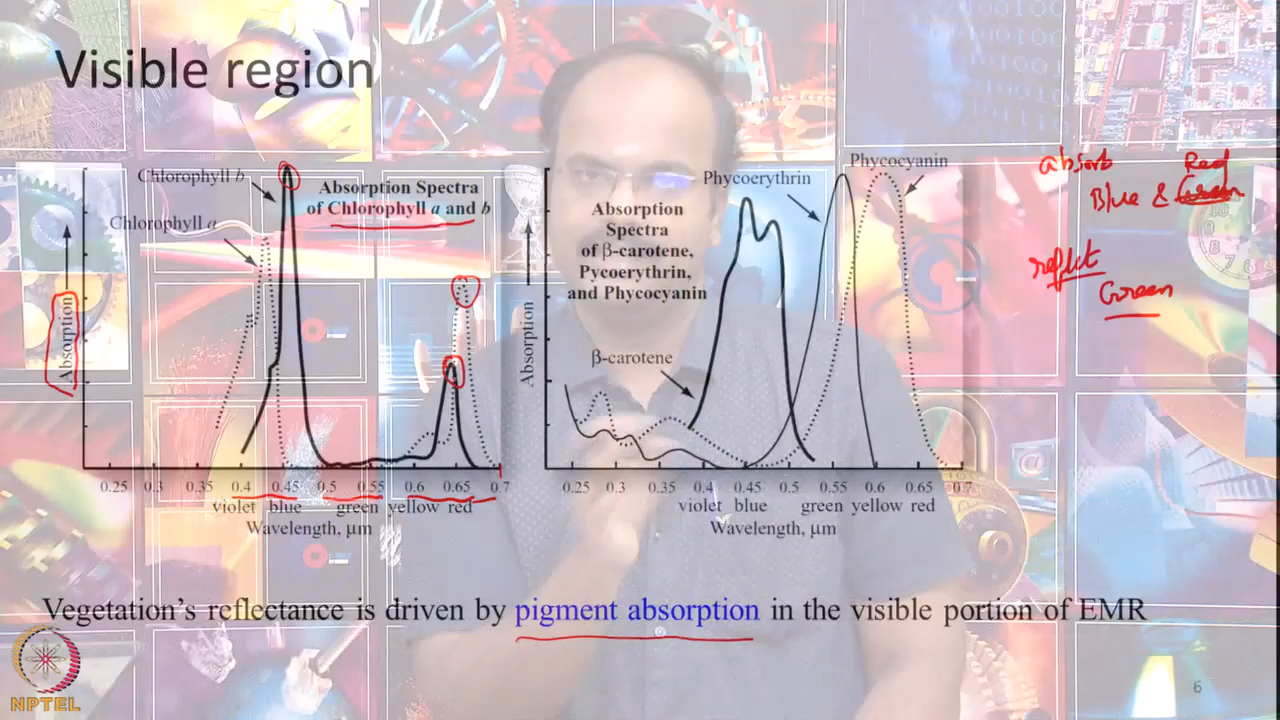 Visible region
Chlorophyll b
Chlorophyll a
Absorption Spectra
of Chlorophyll a and b
Absorption
0.25 0.3 0.35 0.4 0.45 0.5 0.55 0.6 0.65 0.7
violet blue green yellow red
Wavelength, μm
Phycoerythrin
Phycocyanin
Absorption
Spectra
of β-carotene,
Pycoerythrin,
and Phycocyanin
β-carotene
Absorption
0.25 0.3 0.35 0.4 0.45 0.5 0.55 0.6 0.65 0.7
violet blue green yellow red
Wavelength, μm
absorb Red
Blue & Green
reflect
Green
Vegetation's reflectance is driven by pigment absorption in the visible portion of EMR
NPTEL
6